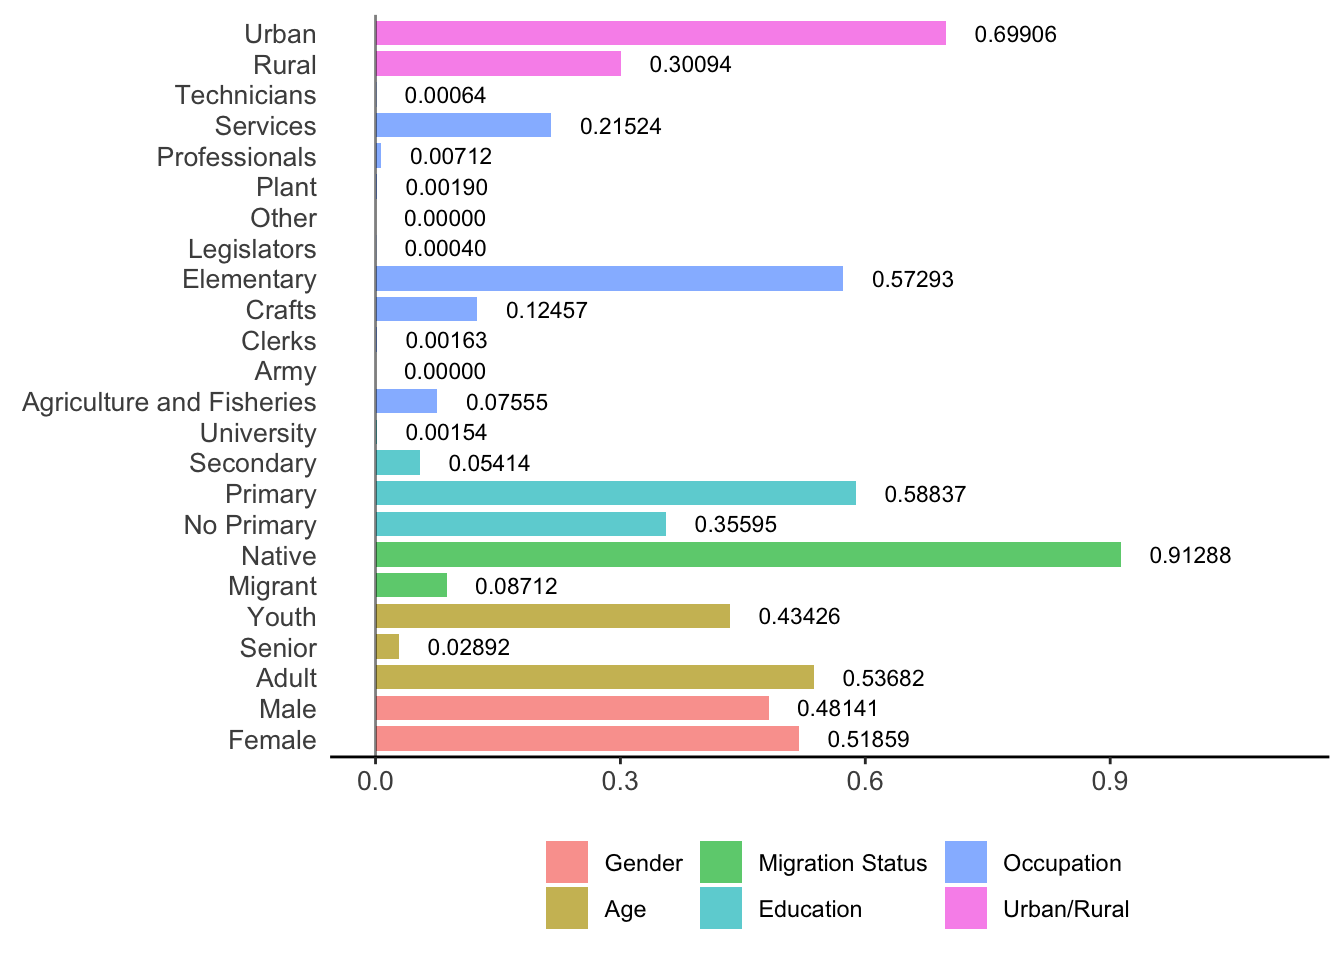 Urban 0.69906
Rural 0.30094
Technicians 0.00064
Services 0.21524
Professionals 0.00712
Plant 0.00190
Other 0.00000
Legislators 0.00040
Elementary 0.57293
Crafts 0.12457
Clerks 0.00163
Army 0.00000
Agriculture and Fisheries 0.07555
University 0.00154
Secondary 0.05414
Primary 0.58837
No Primary 0.35595
Native 0.91288
Migrant 0.08712
Youth 0.43426
Senior 0.02892
Adult 0.53682
Male 0.48141
Female 0.51859
0.0 0.3 0.6 0.9
Gender Migration Status Occupation
Age Education Urban/Rural